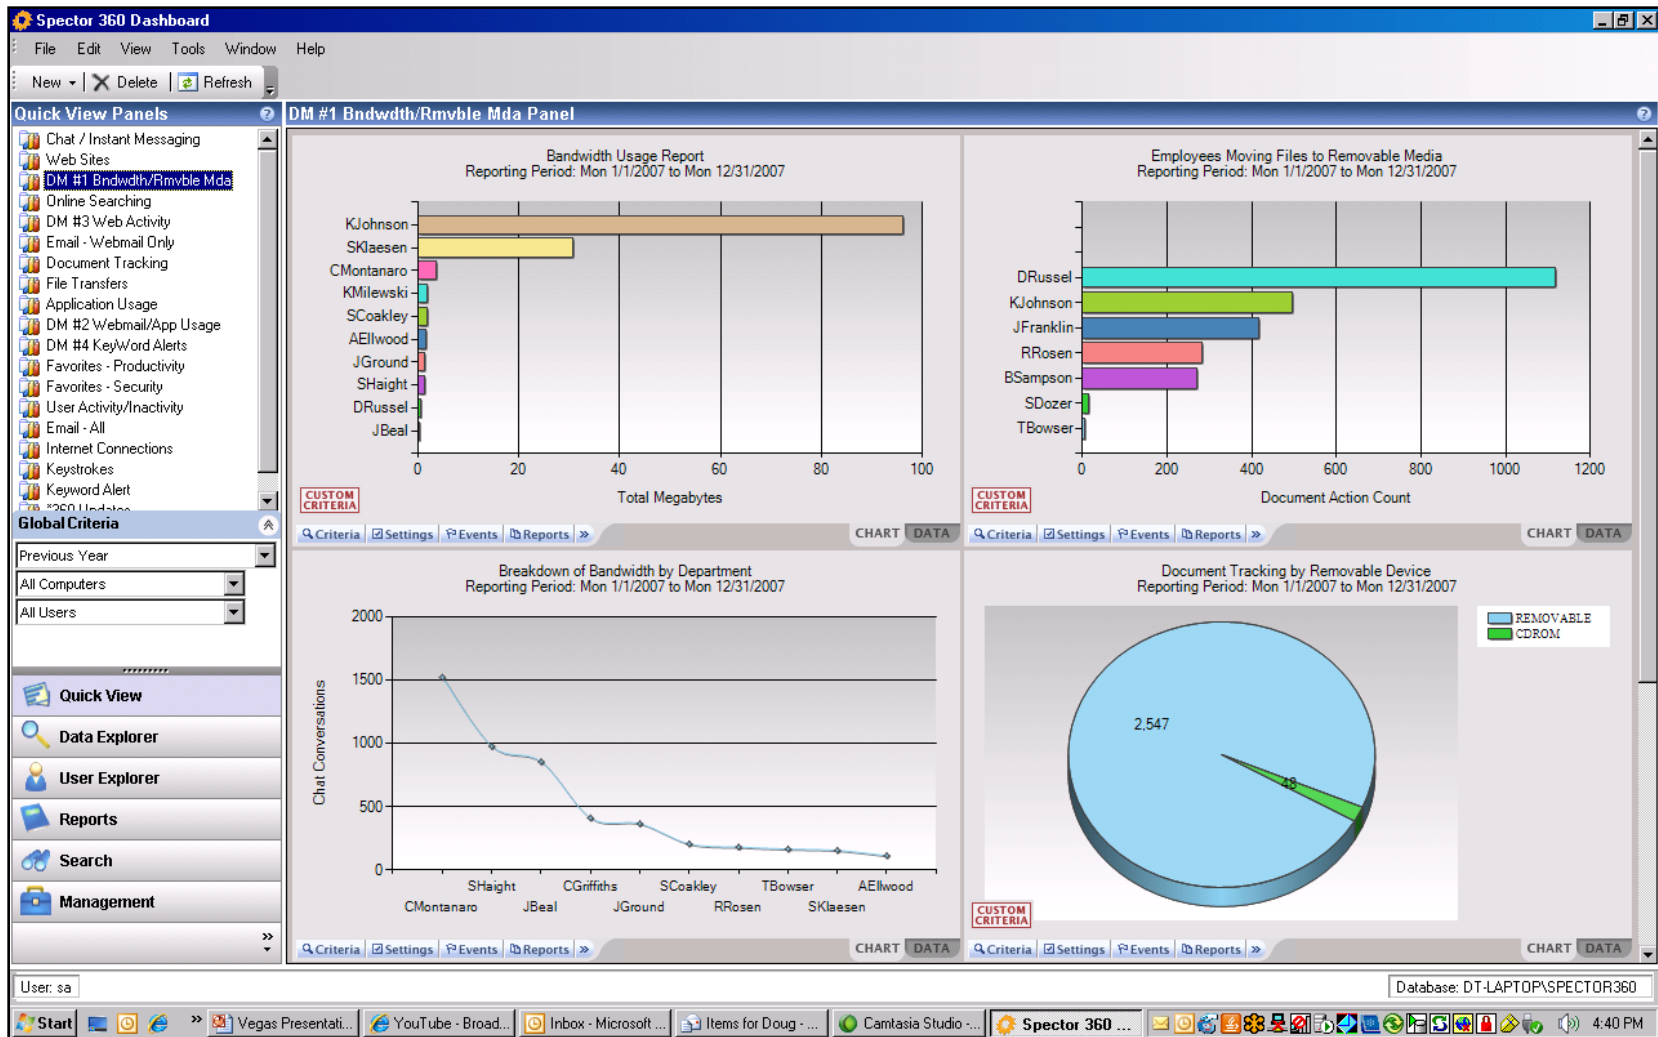 Spector 360 Dashboard
File Edit View Tools Window Help
New Delete Refresh
Quick View Panels
Chat / Instant Messaging
Web Sites
DM #1 Bndwdth/Rmvble Mda
Online Searching
DM #3 Web Activity
Email - Webmail Only
Document Tracking
File Transfers
Application Usage
DM #2 Webmail/App Usage
DM #4 KeyWord Alerts
Favorites - Productivity
Favorites - Security
User Activity/Inactivity
Email - All
Internet Connections
Keystrokes
Keyword Alert
*360 Updates
Global Criteria
Previous Year
All Computers
All Users
Quick View
Data Explorer
User Explorer
Reports
Search
Management
DM #1 Bndwdth/Rmvble Mda Panel
Bandwidth Usage Report
Reporting Period: Mon 1/1/2007 to Mon 12/31/2007
KJohnson
SKlaesen
CMontanaro
KMilewski
SCoakley
AEllwood
JGround
SHaight
DRussel
JBeal
0 20 40 60 80 100
Total Megabytes
CUSTOM
CRITERIA
Criteria Settings Events Reports »
CHART DATA
Employees Moving Files to Removable Media
Reporting Period: Mon 1/1/2007 to Mon 12/31/2007
DRussel
KJohnson
JFranklin
RRosen
BSampson
SDozer
TBowser
0 200 400 600 800 1000 1200
Document Action Count
CUSTOM
CRITERIA
Criteria Settings Events Reports »
CHART DATA
Breakdown of Bandwidth by Department
Reporting Period: Mon 1/1/2007 to Mon 12/31/2007
2000
1500
1000
500
0
Chat Conversations
SHaight CGriffiths SCoakley TBowser AEllwood
CMontanaro JBeal JGround RRosen SKlaesen
Criteria Settings Events Reports »
CHART DATA
Document Tracking by Removable Device
Reporting Period: Mon 1/1/2007 to Mon 12/31/2007
REMOVABLE
CDROM
2,547
48
CUSTOM
CRITERIA
Criteria Settings Events Reports »
CHART DATA
User: sa
Database: DT-LAPTOP\SPECTOR360
Start » Vegas Presentati... YouTube - Broad... Inbox - Microsoft ... Items for Doug - ... Camtasia Studio -... Spector 360 ... 4:40 PM